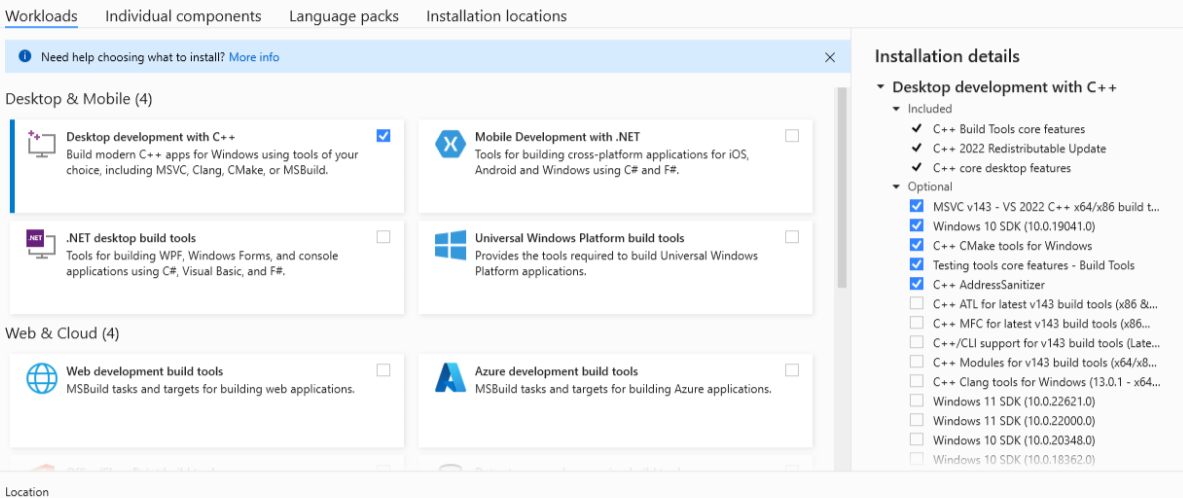 Workloads Individual components Language packs Installation locations
Need help choosing what to install? More info
Desktop & Mobile (4)
Desktop development with C++
Build modern C++ apps for Windows using tools of your
choice, including MSVC, Clang, CMake, or MSBuild.
Mobile Development with .NET
Tools for building cross-platform applications for iOS,
Android and Windows using C# and F#.
.NET
.NET desktop build tools
Tools for building WPF, Windows Forms, and console
applications using C#, Visual Basic, and F#.
Universal Windows Platform build tools
Provides the tools required to build Universal Windows
Platform applications.
Web & Cloud (4)
Web development build tools
MSBuild tasks and targets for building web applications.
Azure development build tools
MSBuild tasks and targets for building Azure applications.
Installation details
Desktop development with C++
Included
C++ Build Tools core features
C++ 2022 Redistributable Update
C++ core desktop features
Optional
MSVC v143 - VS 2022 C++ x64/x86 build t...
Windows 10 SDK (10.0.19041.0)
C++ CMake tools for Windows
Testing tools core features - Build Tools
C++ AddressSanitizer
C++ ATL for latest v143 build tools (x86 &...
C++ MFC for latest v143 build tools (x86...
C++/CLI support for v143 build tools (Late...
C++ Modules for v143 build tools (x64/x8...
C++ Clang tools for Windows (13.0.1 - x64...
Windows 11 SDK (10.0.22621.0)
Windows 11 SDK (10.0.22000.0)
Windows 10 SDK (10.0.20348.0)
Windows 10 SDK (10.0.18362.0)
Location